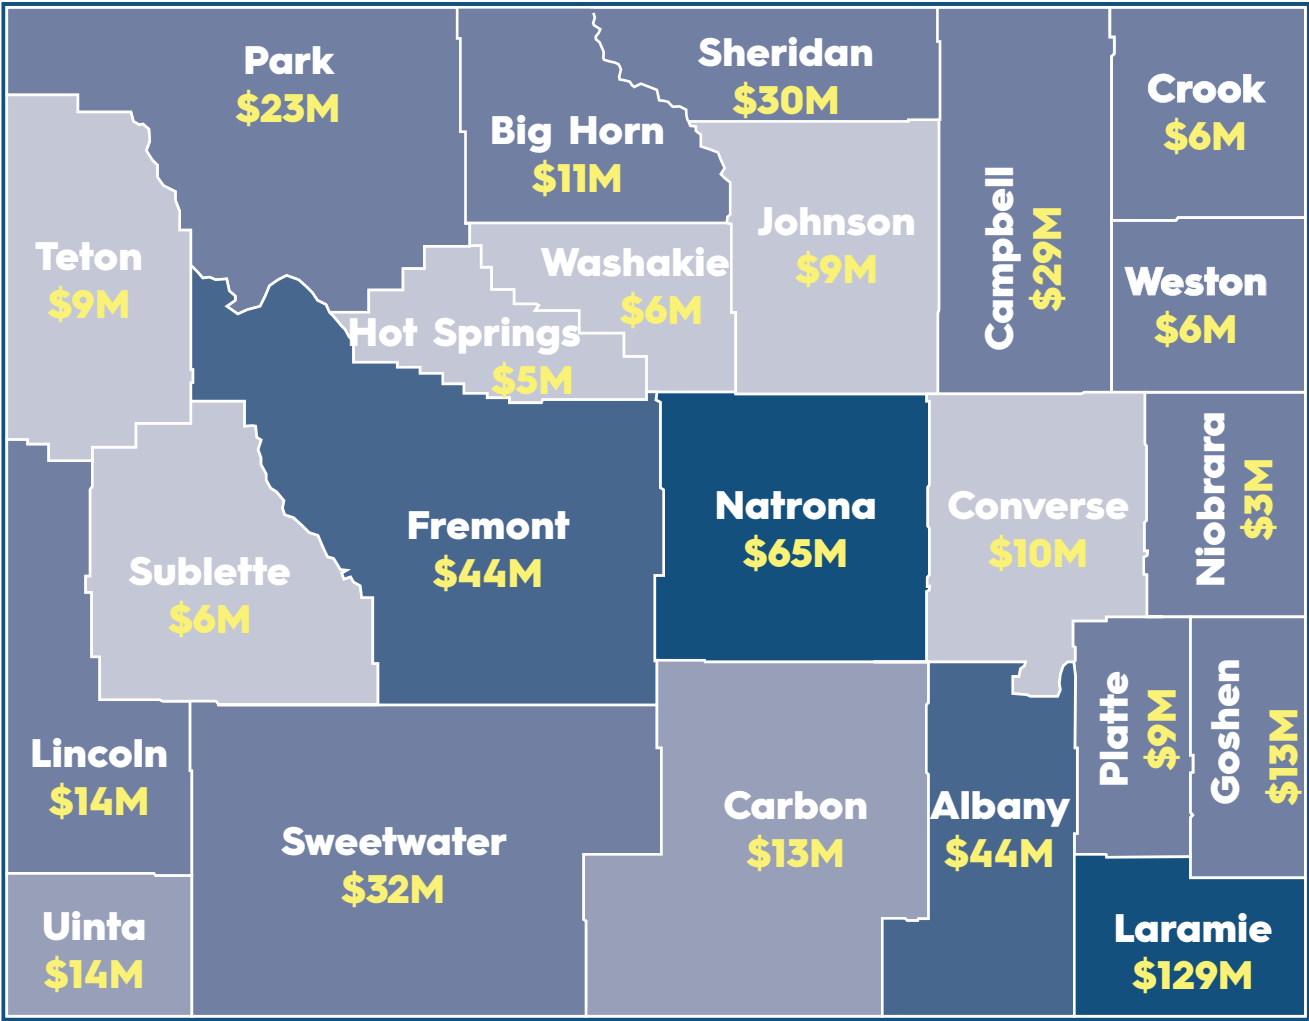 Park
$23M
Big Horn
$11M
Sheridan
$30M
Campbell
$29M
Crook
$6M
Teton
$9M
Hot Springs
$5M
Washakie
$6M
Johnson
$9M
Weston
$6M
Sublette
$6M
Fremont
$44M
Natrona
$65M
Converse
$10M
Niobrara
$3M
Lincoln
$14M
Sweetwater
$32M
Carbon
$13M
Albany
$44M
Platte
$9M
Goshen
$13M
Uinta
$14M
Laramie
$129M